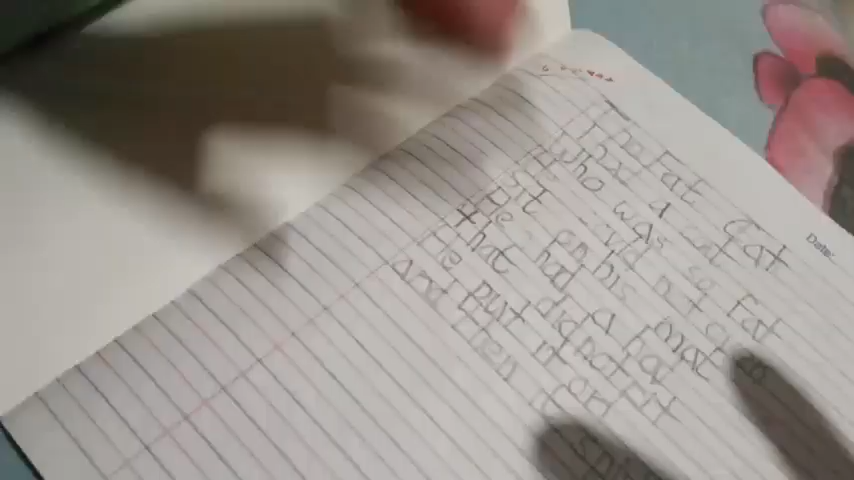 Date:
The Fat Cat
I had a cat
who was so fat
sit on his mat
He had a hat
that did not fit
He put it on
and then it